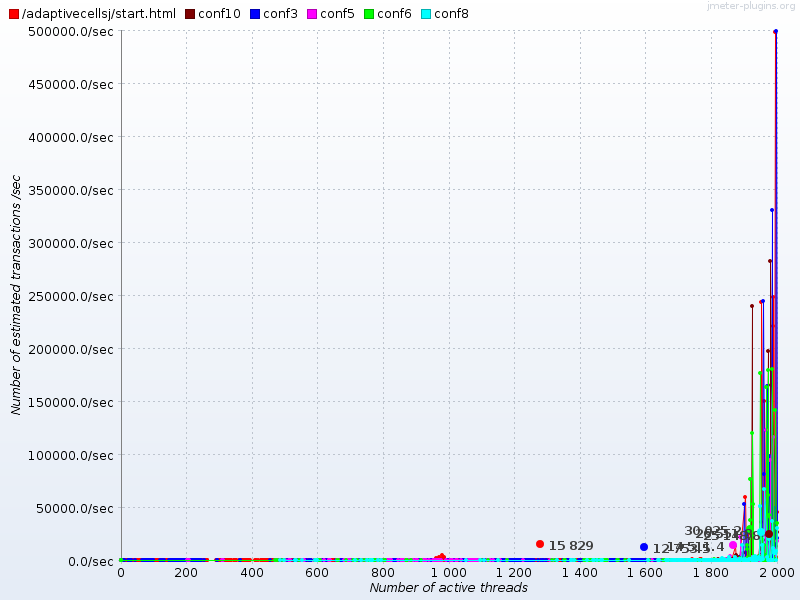 jmeter-plugins.org
/adaptivecellsj/start.html conf10 conf3 conf5 conf6 conf8
500000.0/sec
450000.0/sec
400000.0/sec
350000.0/sec
300000.0/sec
250000.0/sec
200000.0/sec
150000.0/sec
100000.0/sec
50000.0/sec
0.0/sec
Number of estimated transactions /sec
15 829
0 200 400 600 800 1 000 1 200 1 400 1 600 1 800 2 000
Number of active threads